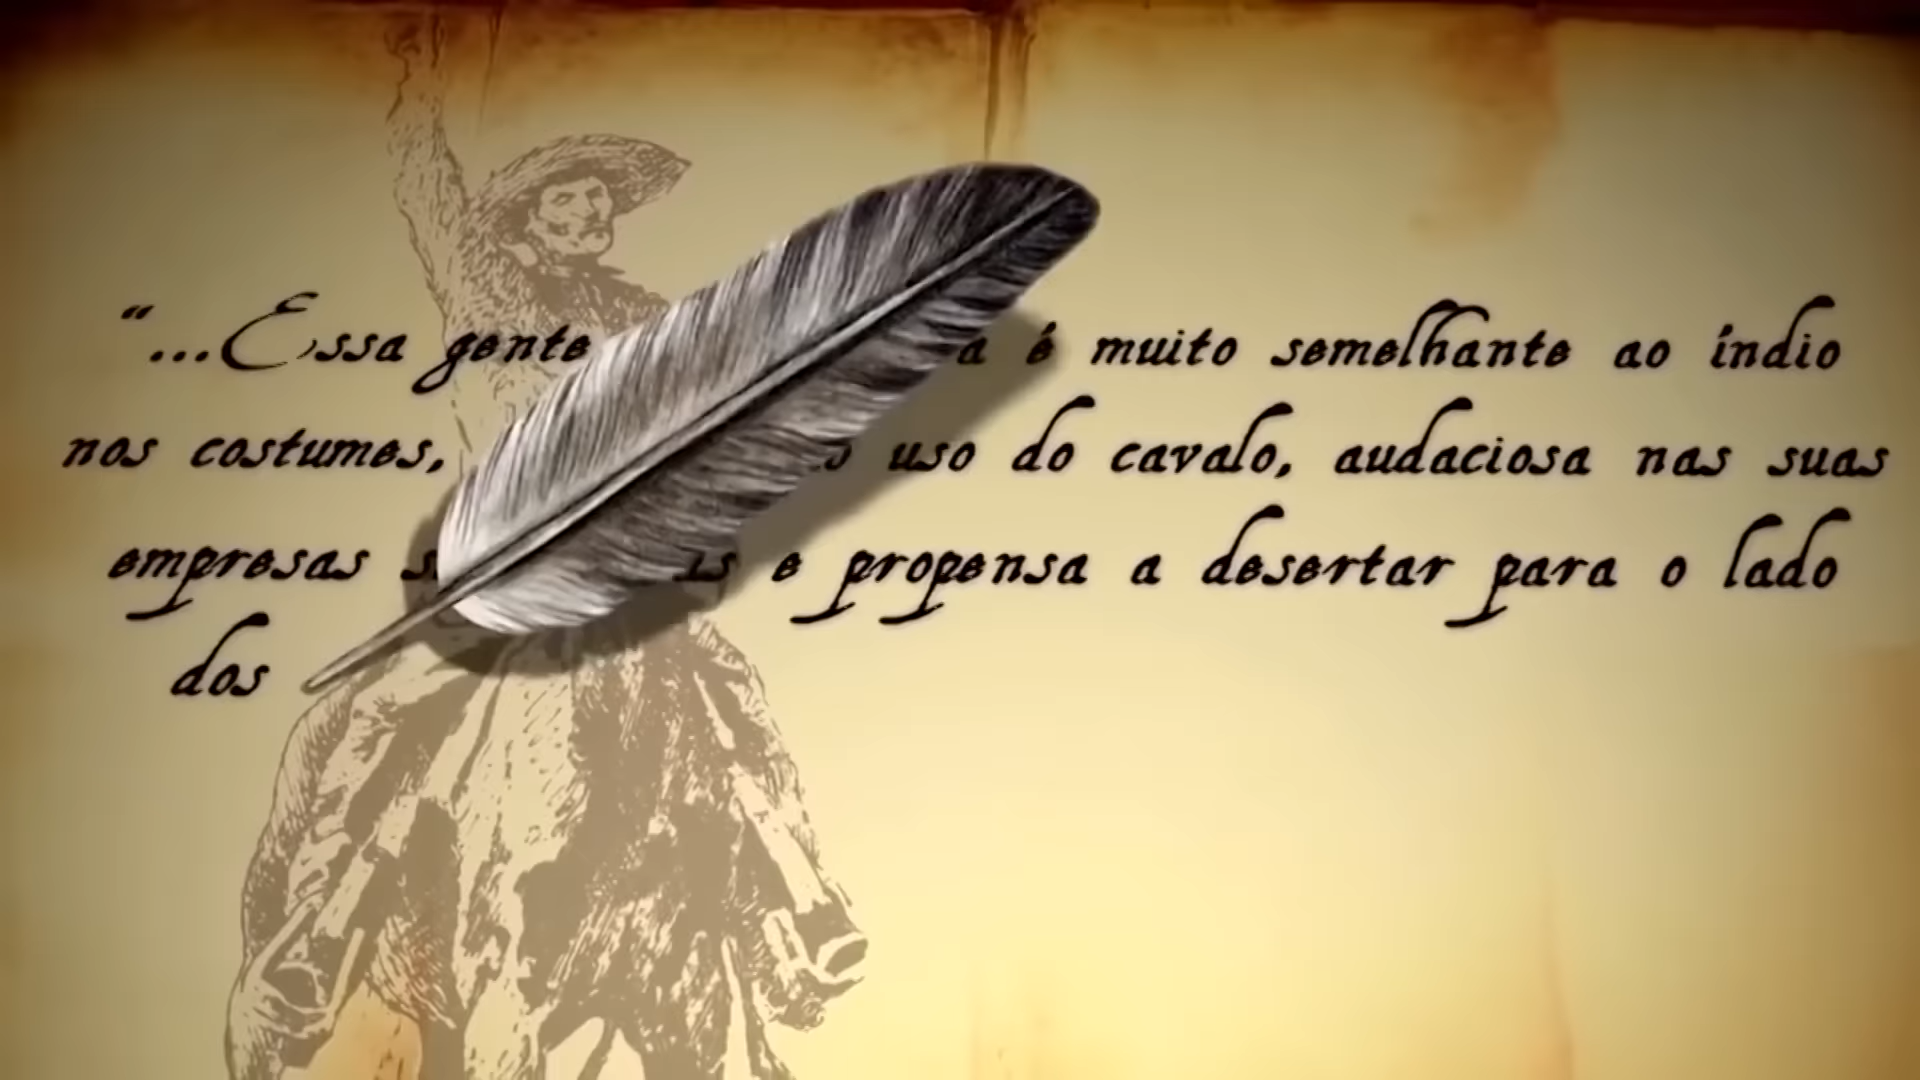 “...Essa gente é muito semelhante ao índio
nos costumes, uso do cavalo, audaciosa nas suas
empresas e propensa a desertar para o lado
dos